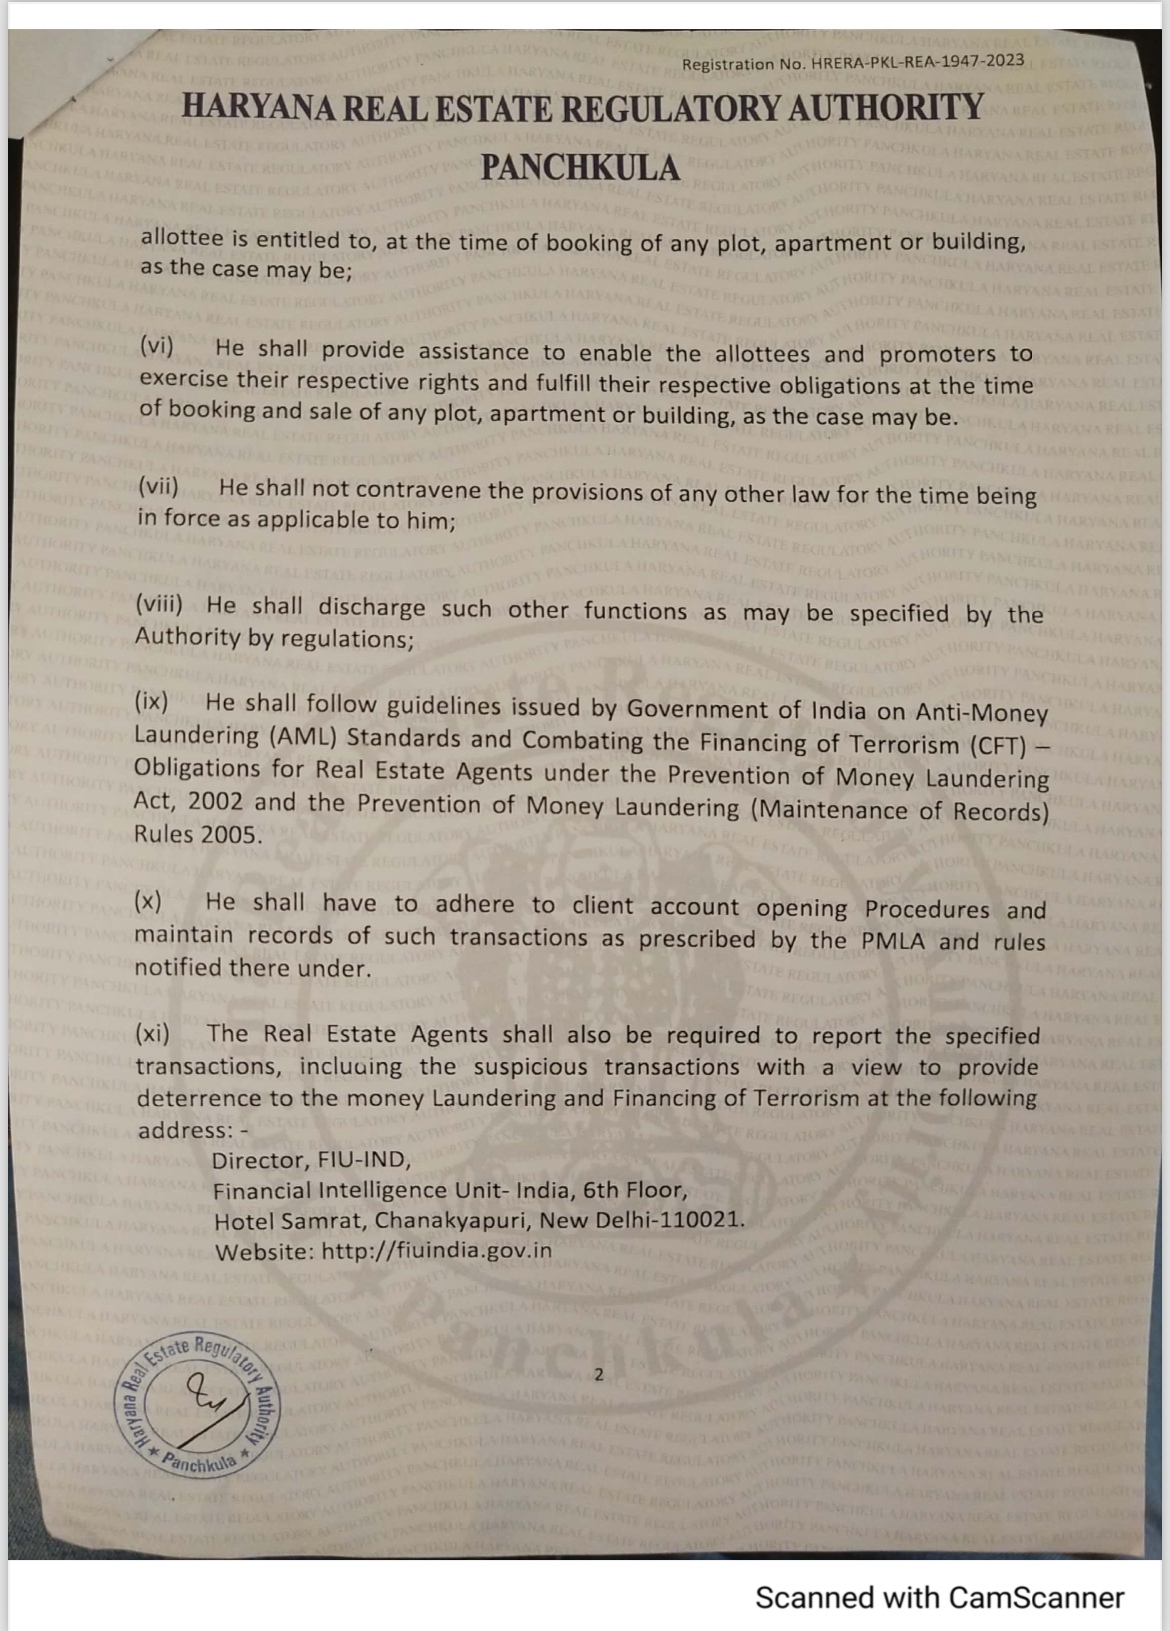 Registration No. HRERA-PKL-REA-1947-2023
HARYANA REAL ESTATE REGULATORY AUTHORITY
PANCHKULA
allottee is entitled to, at the time of booking of any plot, apartment or building,
as the case may be;
(vi) He shall provide assistance to enable the allottees and promoters to
exercise their respective rights and fulfill their respective obligations at the time
of booking and sale of any plot, apartment or building, as the case may be.
(vii) He shall not contravene the provisions of any other law for the time being
in force as applicable to him;
(viii) He shall discharge such other functions as may be specified by the
Authority by regulations;
(ix) He shall follow guidelines issued by Government of India on Anti-Money
Laundering (AML) Standards and Combating the Financing of Terrorism (CFT) –
Obligations for Real Estate Agents under the Prevention of Money Laundering
Act, 2002 and the Prevention of Money Laundering (Maintenance of Records)
Rules 2005.
(x) He shall have to adhere to client account opening Procedures and
maintain records of such transactions as prescribed by the PMLA and rules
notified there under.
(xi) The Real Estate Agents shall also be required to report the specified
transactions, including the suspicious transactions with a view to provide
deterrence to the money Laundering and Financing of Terrorism at the following
address: -
Director, FIU-IND,
Financial Intelligence Unit- India, 6th Floor,
Hotel Samrat, Chanakyapuri, New Delhi-110021.
Website: http://fiuindia.gov.in
Haryana Real Estate Regulatory Authority
Panchkula
2
Panchkula
Scanned with CamScanner